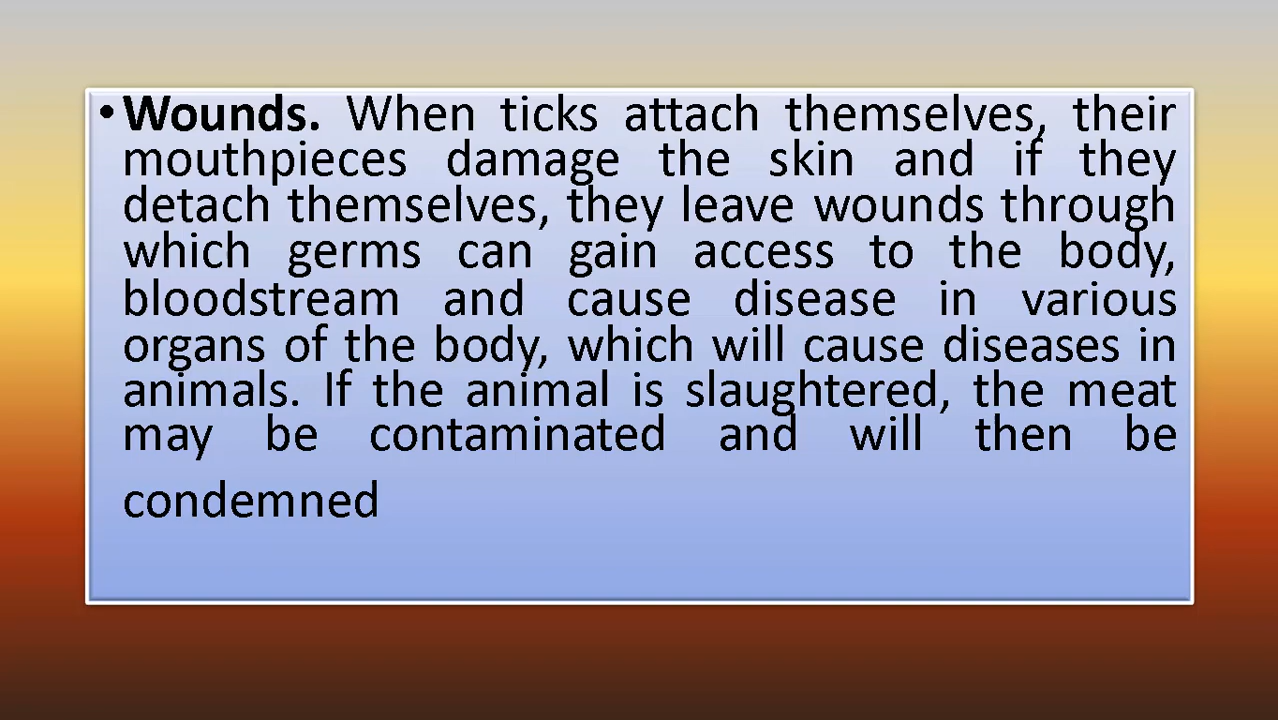 • Wounds. When ticks attach themselves, their
mouthpieces damage the skin and if they
detach themselves, they leave wounds through
which germs can gain access to the body,
bloodstream and cause disease in various
organs of the body, which will cause diseases in
animals. If the animal is slaughtered, the meat
may be contaminated and will then be
condemned